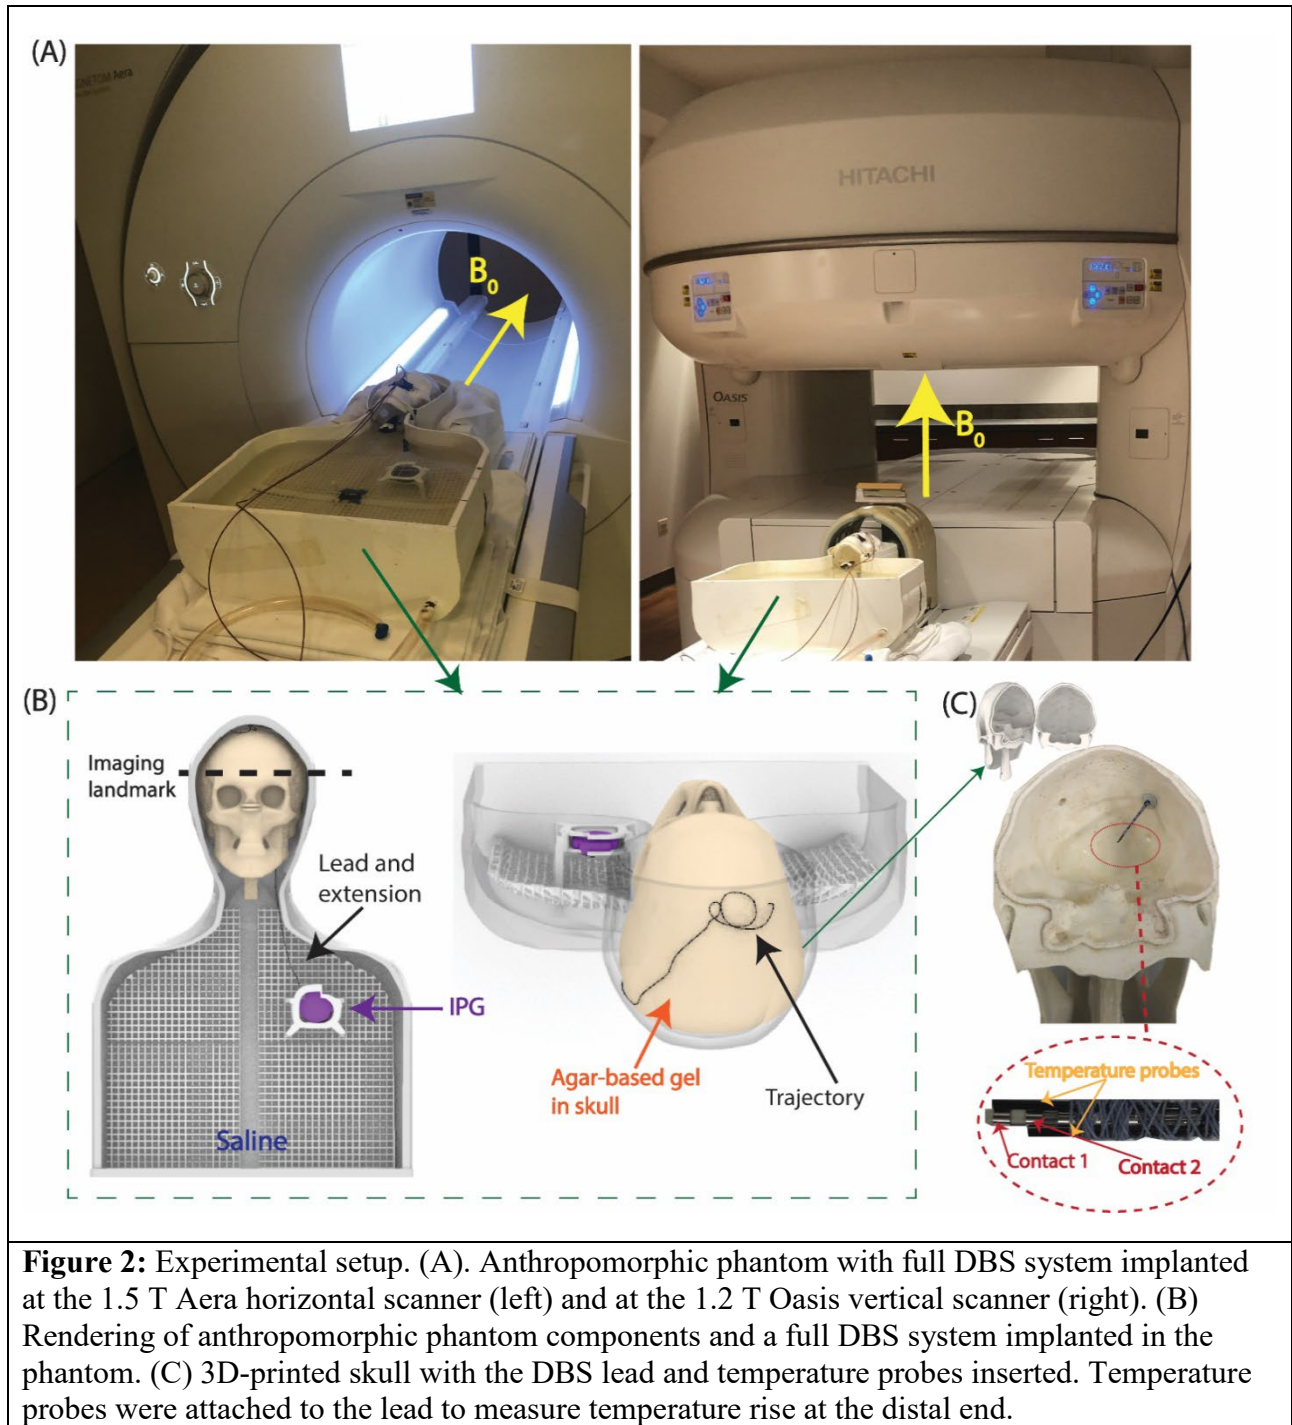 (A)
GNETOM Aera
B0
HITACHI
OASIS
B0
(B)
Imaging
landmark
Lead and
extension
IPG
Saline
Agar-based gel
in skull
Trajectory
(C)
Temperature probes
Contact 1
Contact 2
Figure 2: Experimental setup. (A). Anthropomorphic phantom with full DBS system implanted
at the 1.5 T Aera horizontal scanner (left) and at the 1.2 T Oasis vertical scanner (right). (B)
Rendering of anthropomorphic phantom components and a full DBS system implanted in the
phantom. (C) 3D-printed skull with the DBS lead and temperature probes inserted. Temperature
probes were attached to the lead to measure temperature rise at the distal end.